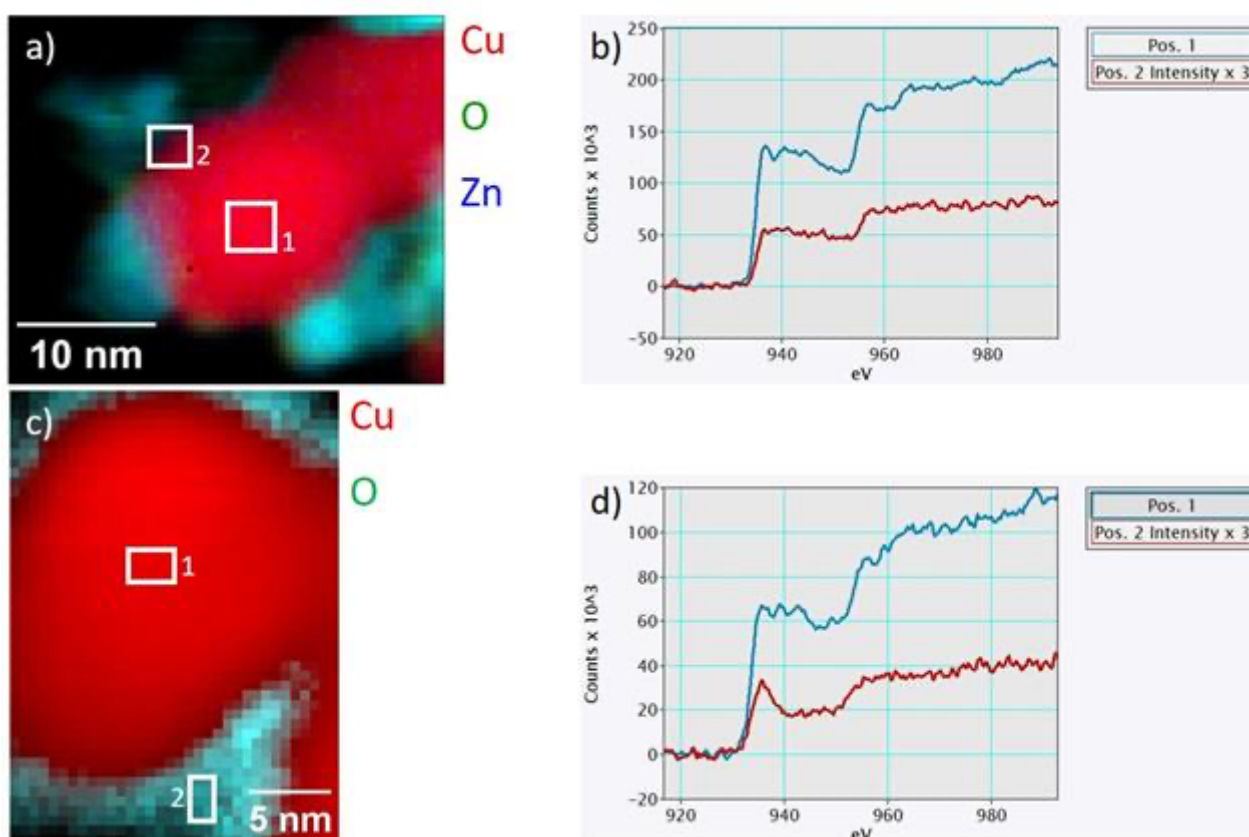 a)
Cu
O
Zn
2
1
10 nm
b)
250
200
150
100
50
0
-50
Counts x 10^3
920
940
960
980
eV
Pos. 1
Pos. 2 Intensity x 3
c)
Cu
O
1
2
5 nm
d)
120
100
80
60
40
20
0
-20
Counts x 10^3
920
940
960
980
eV
Pos. 1
Pos. 2 Intensity x 3